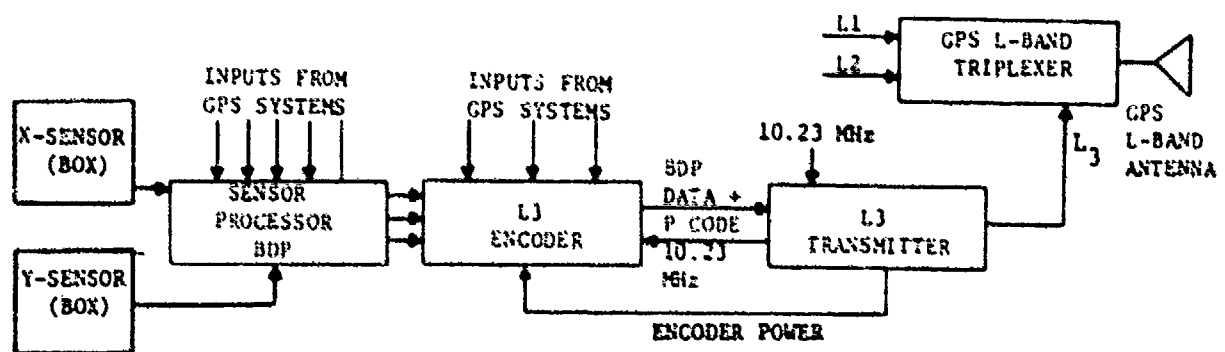 X-SENSOR
(BOX)
Y-SENSOR
(BOX)
INPUTS FROM
GPS SYSTEMS
SENSOR
PROCESSOR
BDP
INPUTS FROM
GPS SYSTEMS
L3
ENCODER
BDP
DATA +
P CODE
10.23
MHz
ENCODER POWER
10.23 MHz
L3
TRANSMITTER
L1
L2
GPS L-BAND
TRIPLEXER
L3
GPS
L-BAND
ANTENNA